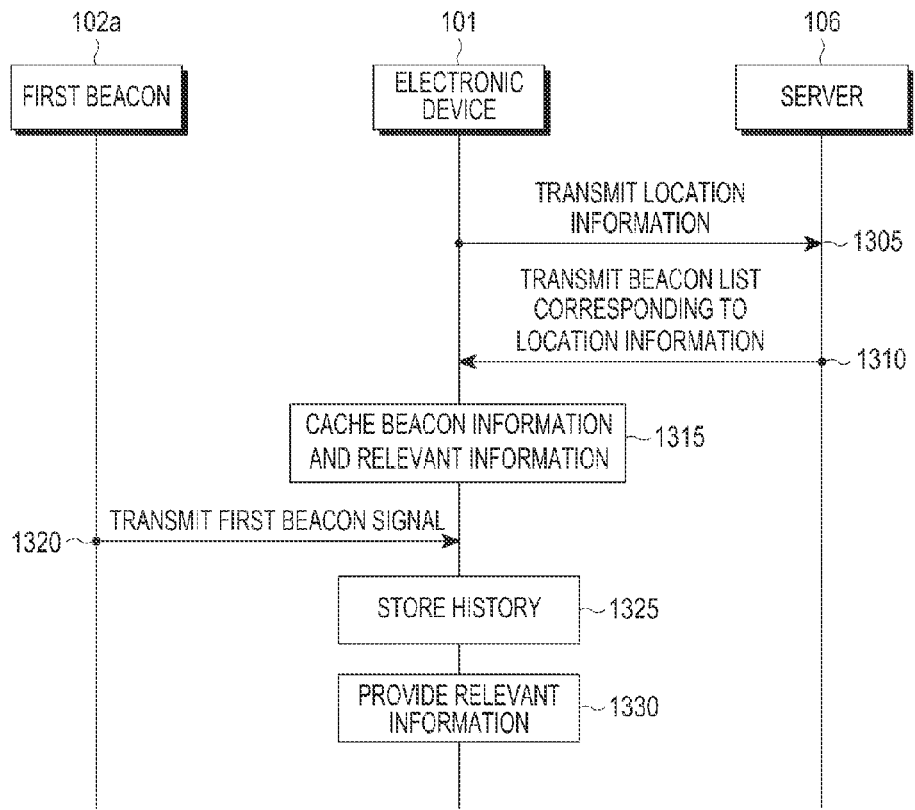 102a
101
106
FIRST BEACON
ELECTRONIC
DEVICE
SERVER
TRANSMIT LOCATION
INFORMATION
1305
TRANSMIT BEACON LIST
CORRESPONDING TO
LOCATION INFORMATION
1310
CACHE BEACON INFORMATION
AND RELEVANT INFORMATION
1315
TRANSMIT FIRST BEACON SIGNAL
1320
STORE HISTORY
1325
PROVIDE RELEVANT
INFORMATION
1330